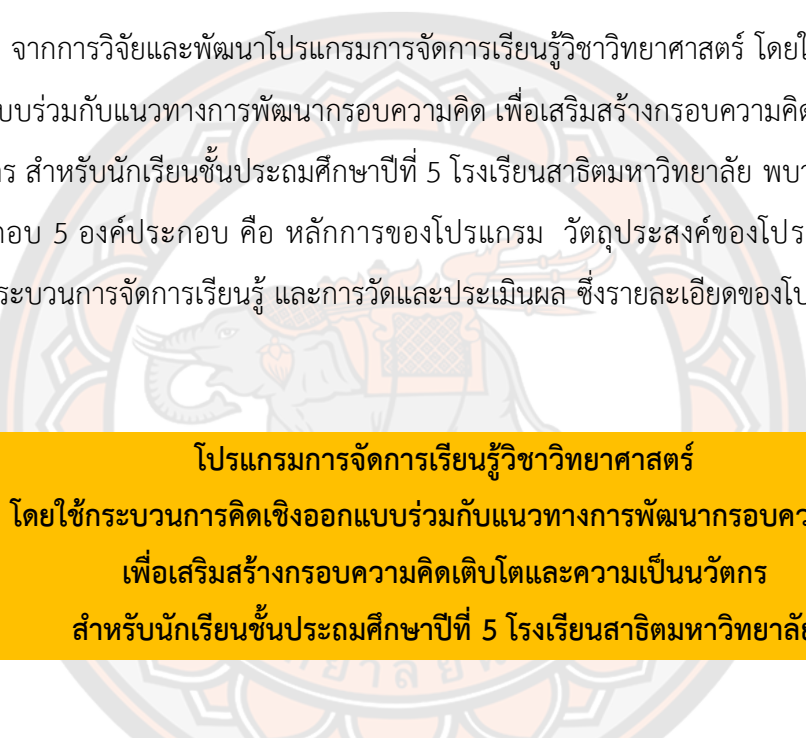 จากการวิจัยและพัฒนาโปรแกรมการจัดการเรียนรู้วิชาวิทยาศาสตร์ โดยใ
บบร่วมกับแนวทางการพัฒนากรอบความคิด เพื่อเสริมสร้างกรอบความคิด
ร สำหรับนักเรียนชั้นประถมศึกษาปีที่ 5 โรงเรียนสาธิตมหาวิทยาลัย พบว
กอบ 5 องค์ประกอบ คือ หลักการของโปรแกรม วัตถุประสงค์ของโปร
ระบวนการจัดการเรียนรู้ และการวัดและประเมินผล ซึ่งรายละเอียดของโป
โปรแกรมการจัดการเรียนรู้วิชาวิทยาศาสตร์
โดยใช้กระบวนการคิดเชิงออกแบบร่วมกับแนวทางการพัฒนากรอบคว
เพื่อเสริมสร้างกรอบความคิดเติบโตและความเป็นนวัตกร
สำหรับนักเรียนชั้นประถมศึกษาปีที่ 5 โรงเรียนสาธิตมหาวิทยาลัย